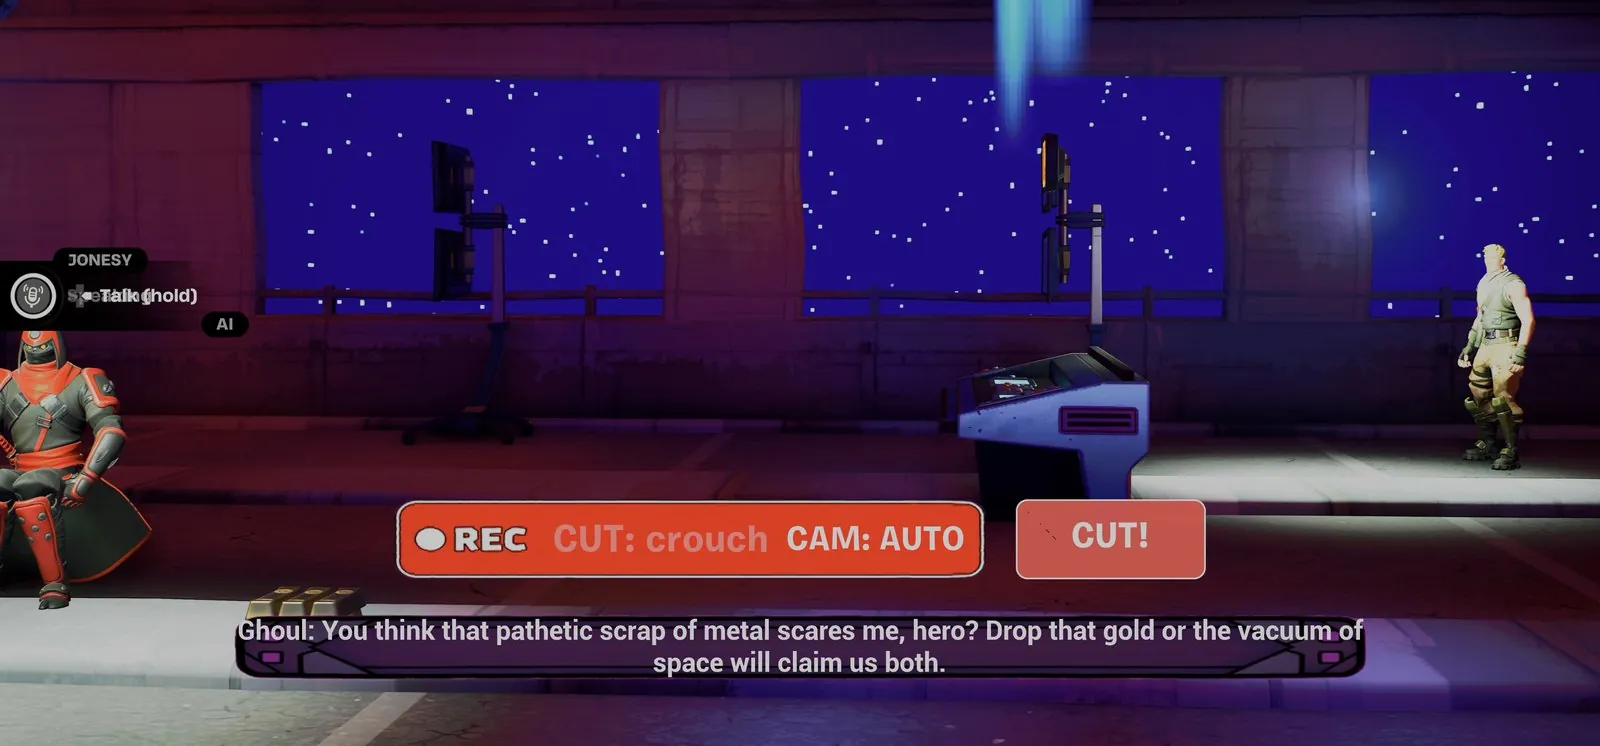 JONESY
Talk (hold)
AI
REC CUT: crouch CAM: AUTO
CUT!
Ghoul: You think that pathetic scrap of metal scares me, hero? Drop that gold or the vacuum of
space will claim us both.